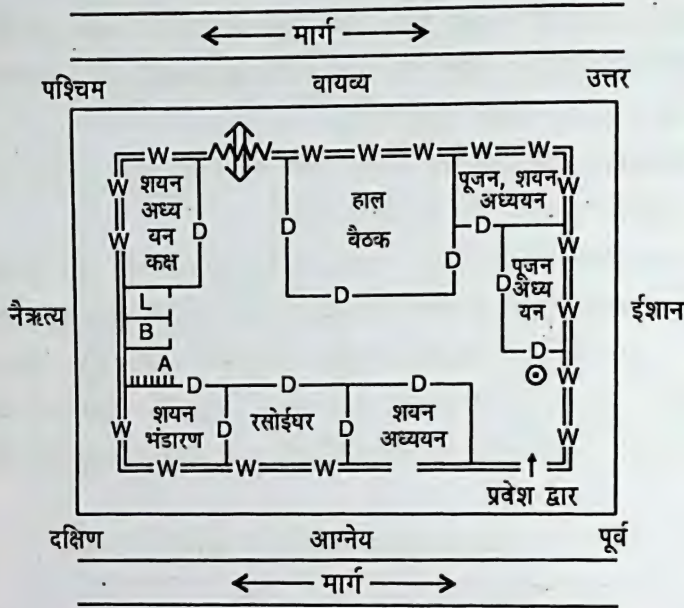 मार्ग
पश्चिम वायव्य उत्तर
W W W W W W
शयन अध्य यन कक्ष
हाल बैठक
पूजन, शयन अध्ययन
W W W
D D D D
पूजन अध्य यन
D
W W
नैऋत्य ईशान
L
B
D
A
D D D D
W
शयन भंडारण
रसोईघर
शयन अध्ययन
D D
W W
W W W
प्रवेश द्वार
दक्षिण आग्नेय पूर्व
मार्ग